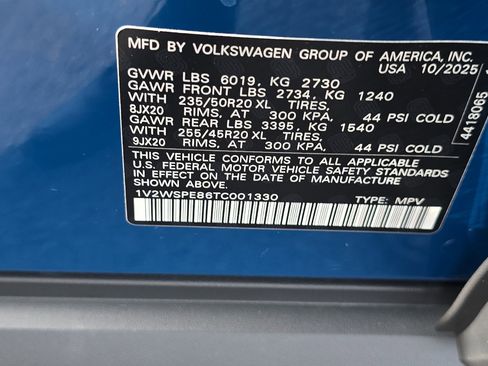 MFD BY VOLKSWAGEN GROUP OF AMERICA, INC.
USA 10/2025
GVWR LBS 6019, KG 2730
GAWR FRONT LBS 2734, KG 1240
WITH 235/50R20 XL TIRES,
8JX20 RIMS, AT 300 KPA, 44 PSI COLD
GAWR REAR LBS 3395, KG 1540
WITH 255/45R20 XL TIRES,
9JX20 RIMS, AT 300 KPA, 44 PSI COLD
THIS VEHICLE CONFORMS TO ALL APPLICABLE
U.S. FEDERAL MOTOR VEHICLE SAFETY STANDARDS
IN EFFECT ON THE DATE OF MANUFACTURE
SHOWN ABOVE.
1V2WSPE86TC001330 TYPE: MPV
4418065